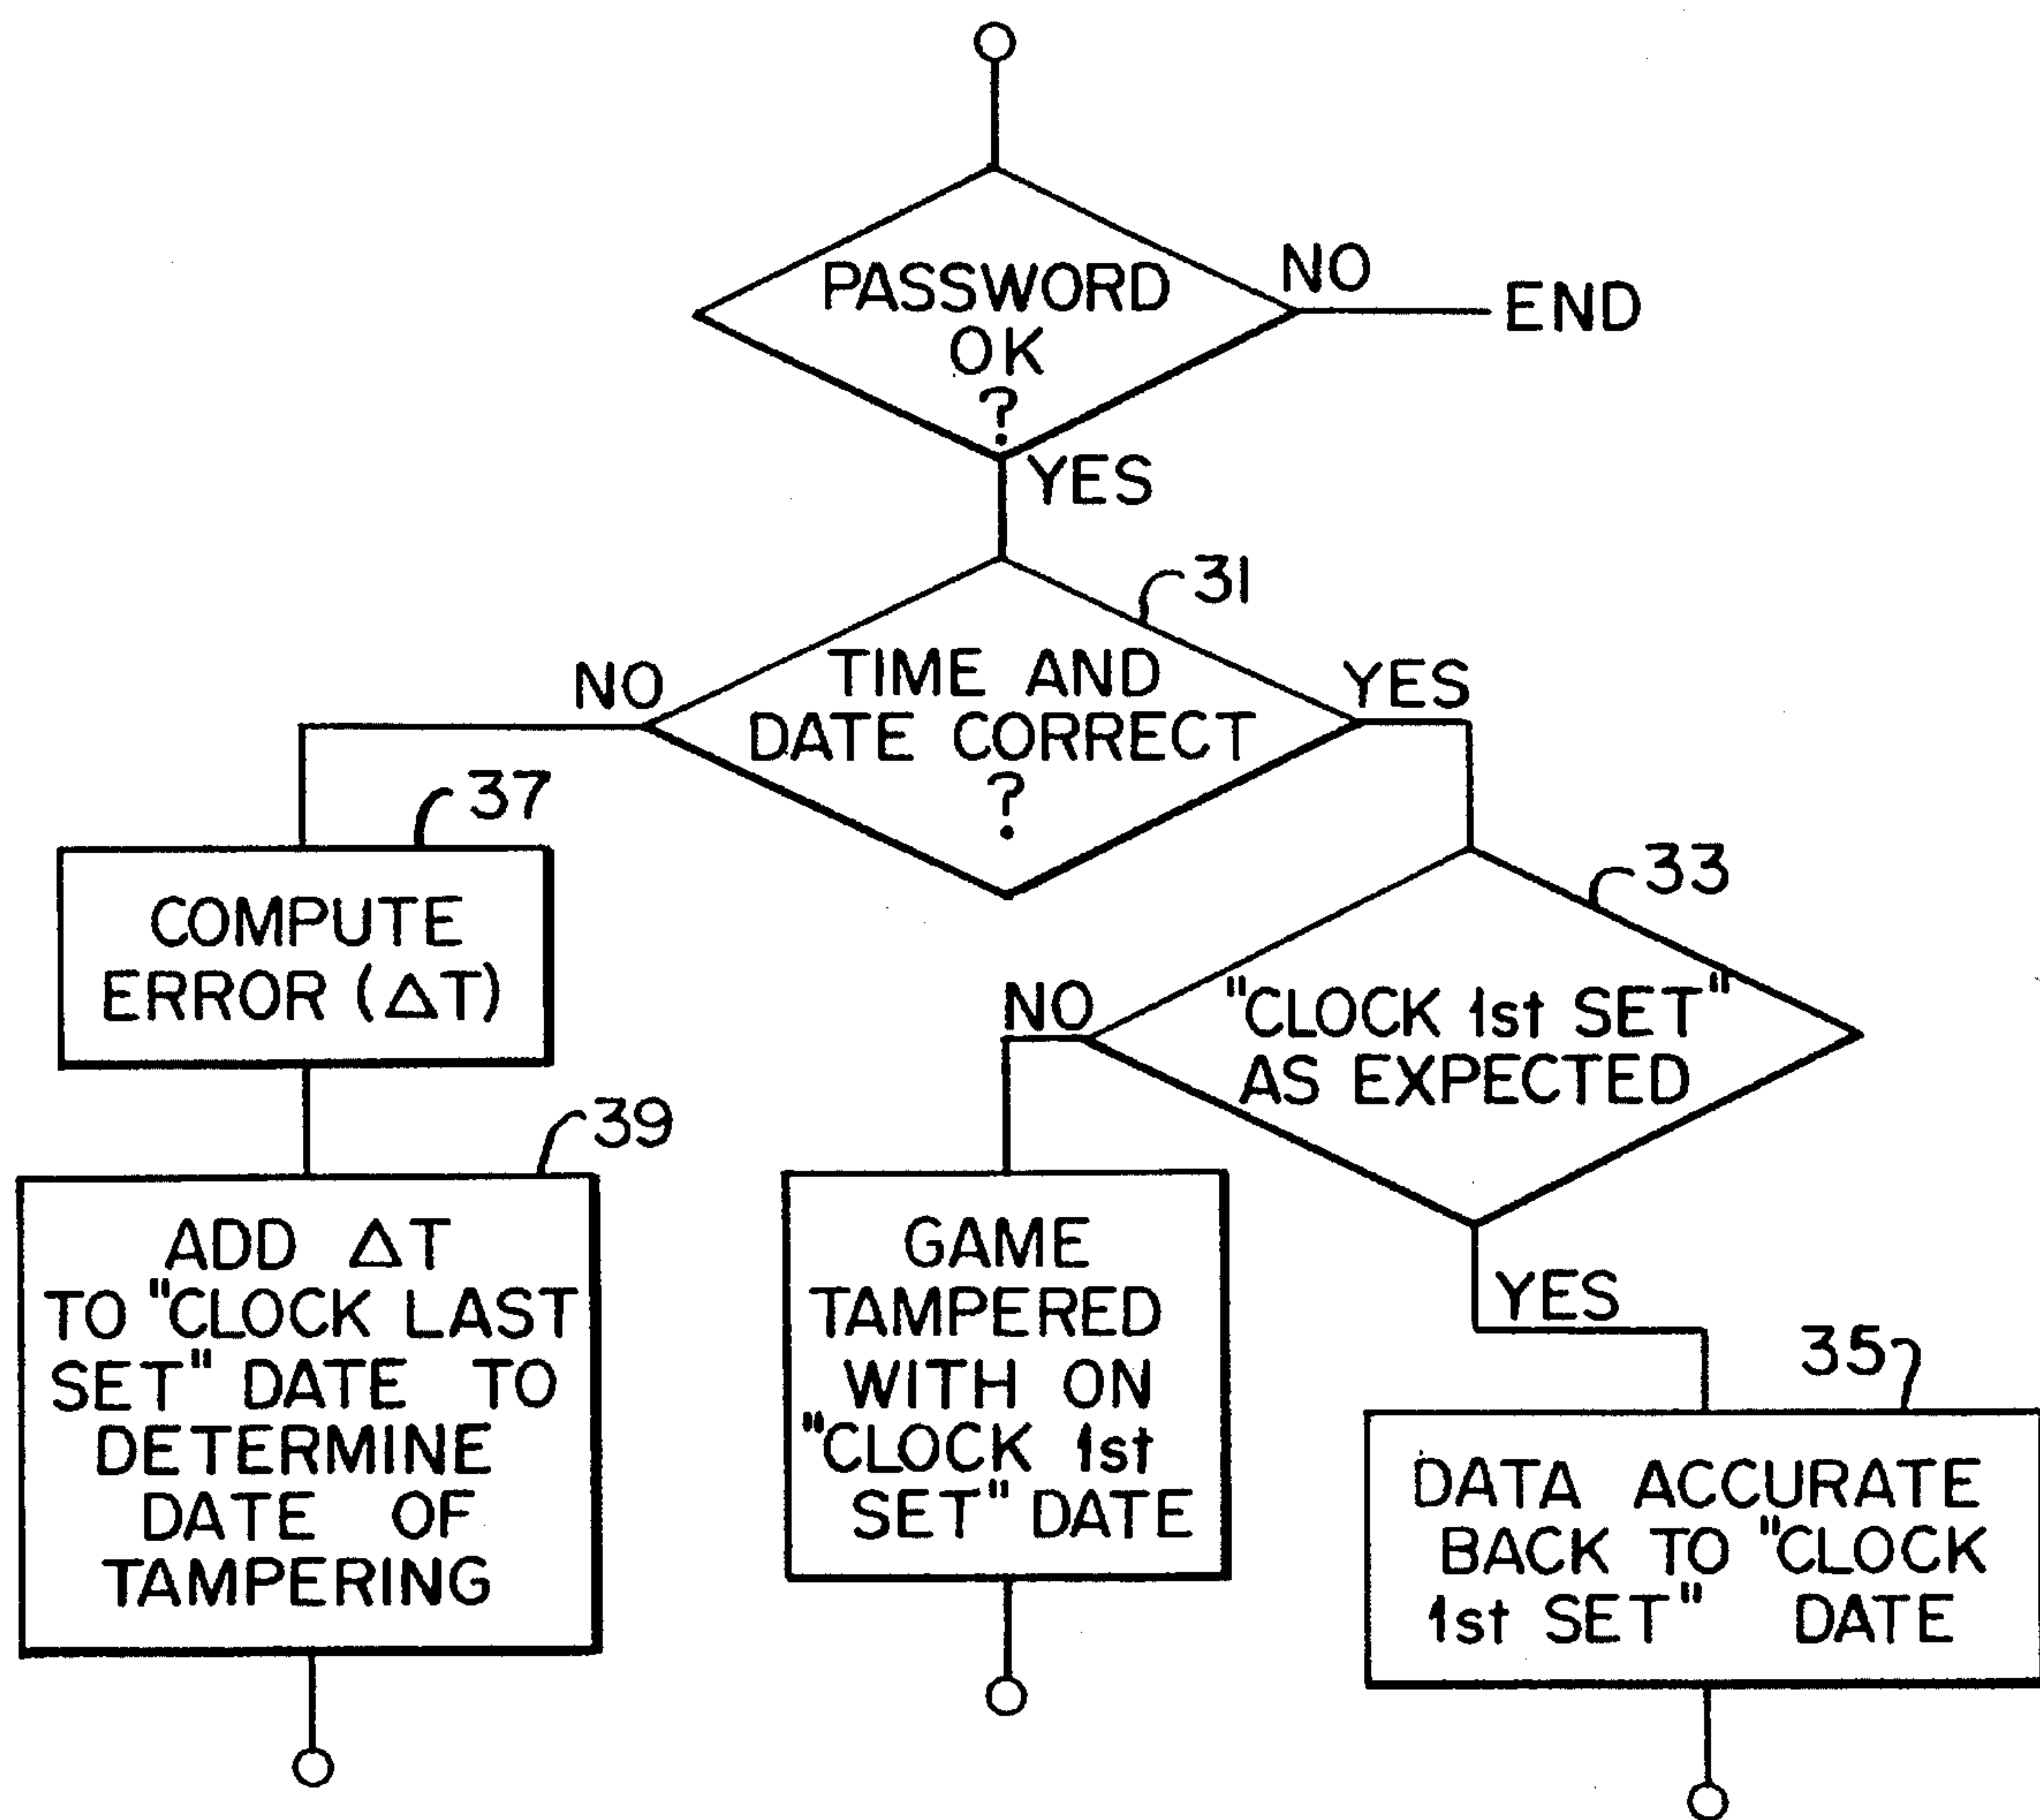 PASSWORD
OK
?
NO
END
YES
31
TIME AND
DATE CORRECT
?
NO
YES
37
COMPUTE
ERROR (ΔT)
33
"CLOCK 1st SET"
AS EXPECTED
NO
YES
39
ADD ΔT
TO "CLOCK LAST
SET" DATE TO
DETERMINE
DATE OF
TAMPERING
GAME
TAMPERED
WITH ON
"CLOCK 1st
SET" DATE
35
DATA ACCURATE
BACK TO "CLOCK
1st SET" DATE